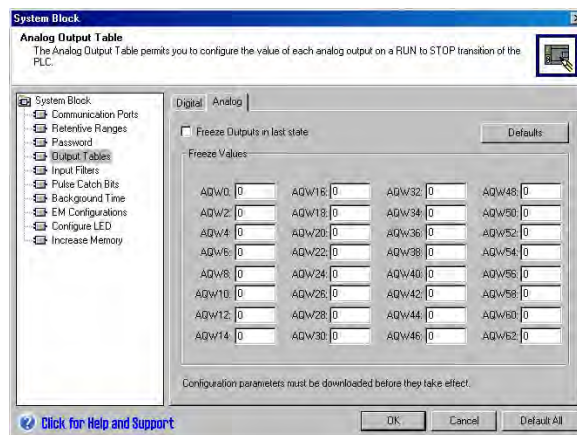 System Block
Analog Output Table
The Analog Output Table permits you to configure the value of each analog output on a RUN to STOP transition of the
PLC.
System Block
Communication Ports
Retentive Ranges
Password
Output Tables
Input Filters
Pulse Catch Bits
Background Time
EM Configurations
Configure LED
Increase Memory
Digital Analog
Freeze Outputs in last state
Defaults
Freeze Values
AQW0: 0 AQW16: 0 AQW32: 0 AQW48: 0
AQW2: 0 AQW18: 0 AQW34: 0 AQW50: 0
AQW4: 0 AQW20: 0 AQW36: 0 AQW52: 0
AQW6: 0 AQW22: 0 AQW38: 0 AQW54: 0
AQW8: 0 AQW24: 0 AQW40: 0 AQW56: 0
AQW10: 0 AQW26: 0 AQW42: 0 AQW58: 0
AQW12: 0 AQW28: 0 AQW44: 0 AQW60: 0
AQW14: 0 AQW30: 0 AQW46: 0 AQW62: 0
Configuration parameters must be downloaded before they take effect.
Click for Help and Support
OK Cancel Default All